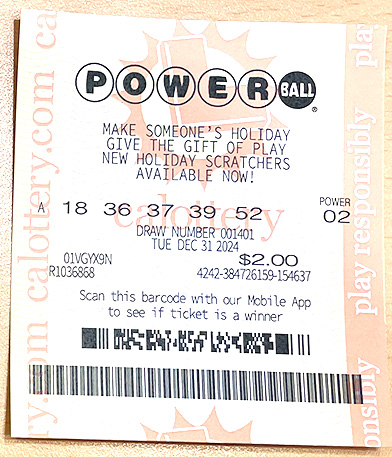 POWER BALL
MAKE SOMEONE'S HOLIDAY
GIVE THE GIFT OF PLAY
NEW HOLIDAY SCRATCHERS
AVAILABLE NOW!
POWER
A 18 36 37 39 52 02
DRAW NUMBER 001401
TUE DEC 31 2024
01VGYX9N $2.00
R1036868 4242-384726159-154637
Scan this barcode with our Mobile App
to see if ticket is a winner
calottery.com
calottery
play responsibly